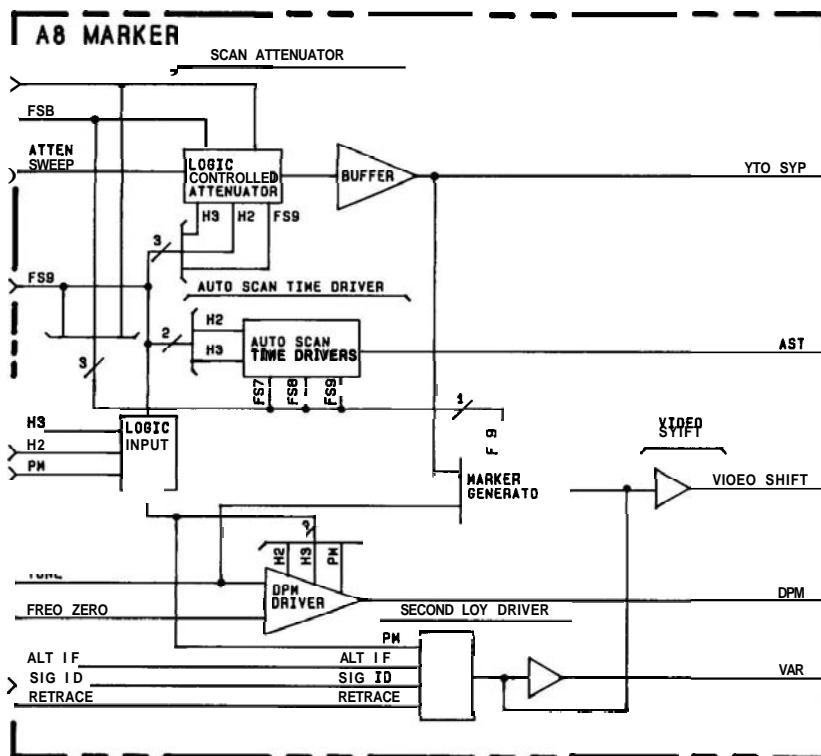 A8 MARKER
SCAN ATTENUATOR
FSB
ATTEN
SWEEP
LOGIC
CONTROLLED
ATTENUATOR
BUFFER
YTO SYP
H3 H2 FS9
3
FS9
AUTO SCAN TIME DRIVER
H2
H3
2
AUTO SCAN
TIME DRIVERS
AST
3
FS7 FS8 FS9
1
F 9
H3
H2
PM
LOGIC
INPUT
VIDEO
SYIFT
MARKER
GENERATO
VIOEO SHIFT
H2 H3 PM
DPM
DRIVER
DPM
FREO ZERO
SECOND LOY DRIVER
PM
ALT IF ALT IF
SIG ID SIG ID
RETRACE RETRACE
VAR